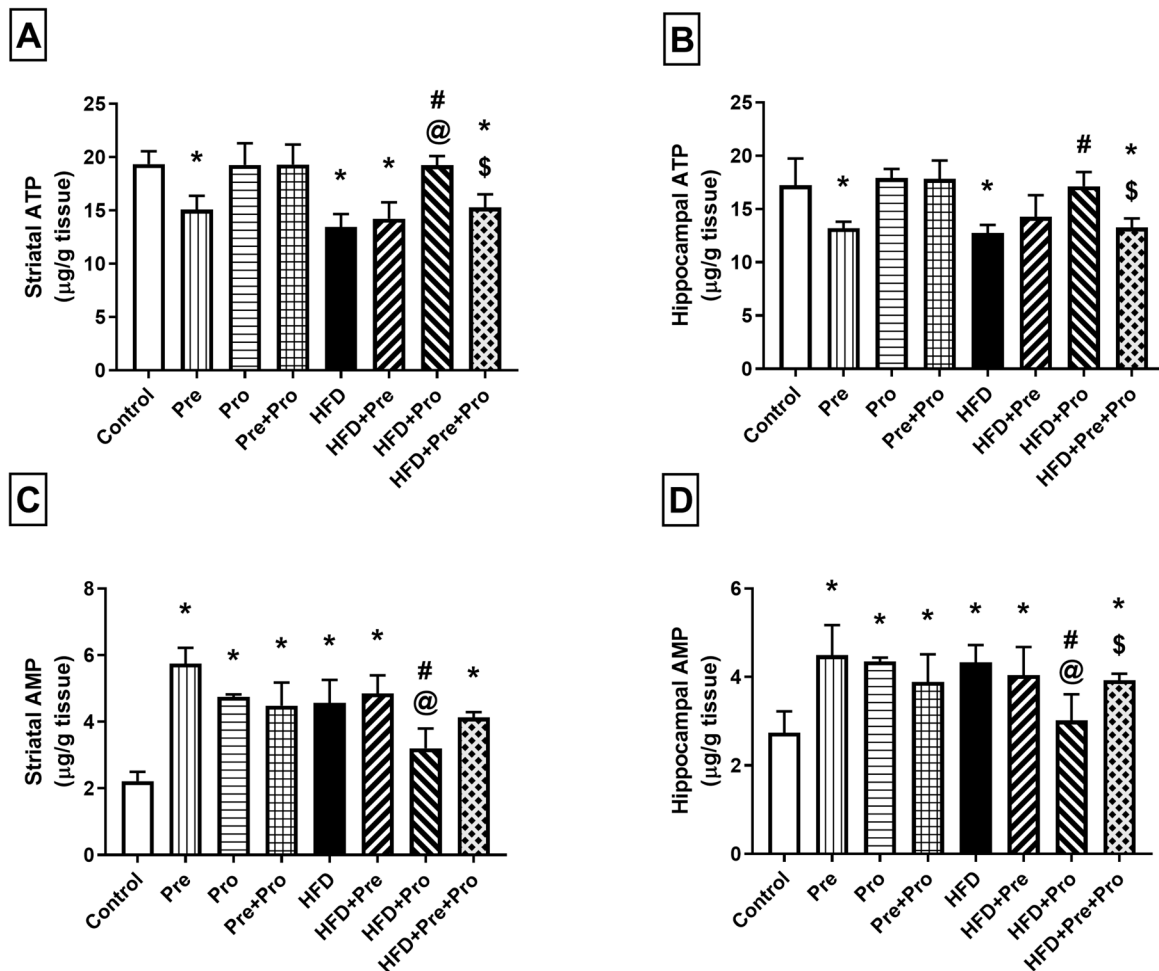 A
Striatal ATP
(µg/g tissue)
25
20
15
10
5
0
*
*
*
#
@
*
$
Control
Pre
Pro
Pre+Pro
HFD
HFD+Pre
HFD+Pro
HFD+Pre+Pro
B
Hippocampal ATP
(µg/g tissue)
25
20
15
10
5
0
*
*
#
*
$
Control
Pre
Pro
Pre+Pro
HFD
HFD+Pre
HFD+Pro
HFD+Pre+Pro
C
Striatal AMP
(µg/g tissue)
8
6
4
2
0
*
*
*
*
*
#
@
*
Control
Pre
Pro
Pre+Pro
HFD
HFD+Pre
HFD+Pro
HFD+Pre+Pro
D
Hippocampal AMP
(µg/g tissue)
6
4
2
0
*
*
*
*
*
#
@
*
$
Control
Pre
Pro
Pre+Pro
HFD
HFD+Pre
HFD+Pro
HFD+Pre+Pro